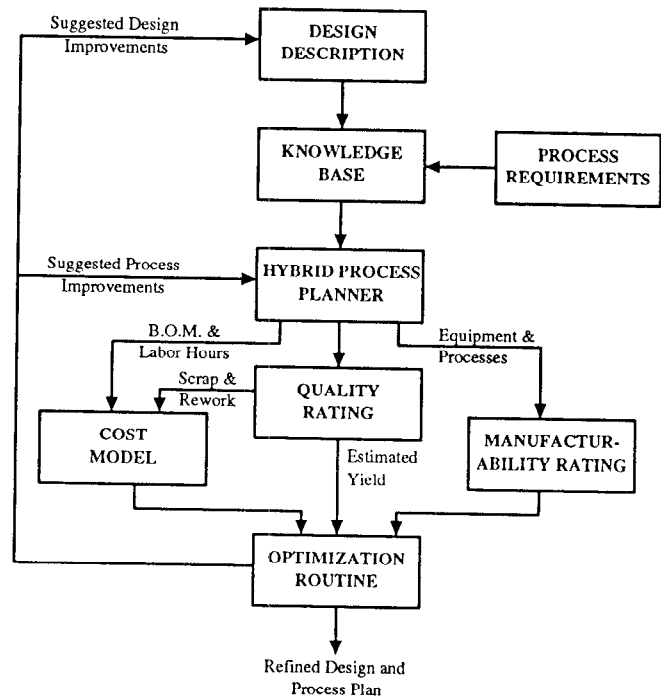 Suggested Design
Improvements
DESIGN
DESCRIPTION
KNOWLEDGE
BASE
PROCESS
REQUIREMENTS
Suggested Process
Improvements
HYBRID PROCESS
PLANNER
B.O.M. &
Labor Hours
Equipment &
Processes
Scrap &
Rework
QUALITY
RATING
COST
MODEL
Estimated
Yield
MANUFACTUR-
ABILITY RATING
OPTIMIZATION
ROUTINE
Refined Design and
Process Plan